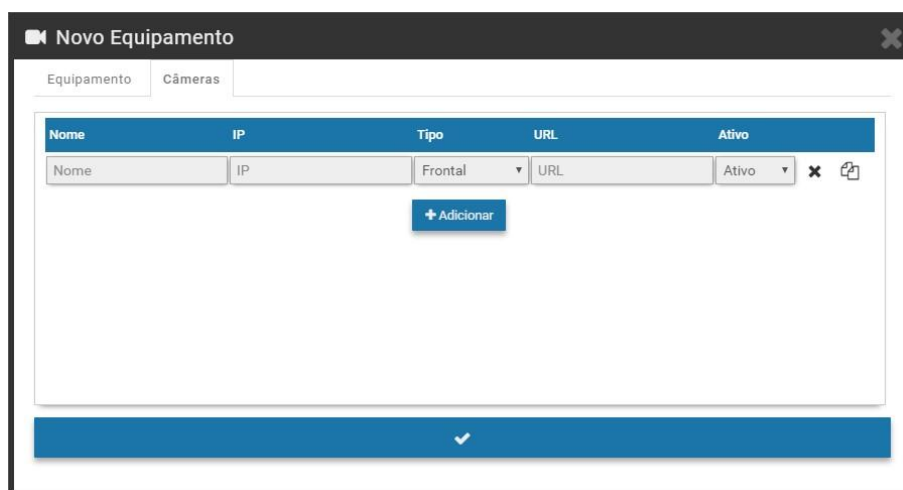 Novo Equipamento
Equipamento Câmeras
Nome IP Tipo URL Ativo
Nome IP Frontal URL Ativo
Adicionar